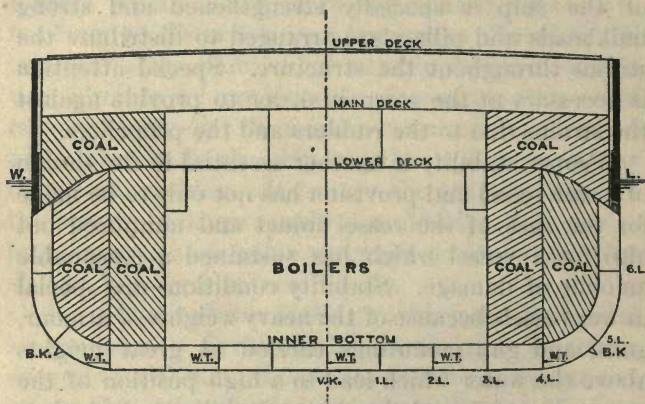 UPPER DECK
MAIN DECK
COAL COAL
W. LOWER DECK L.
COAL COAL BOILERS COAL COAL
6.L.
INNER BOTTOM 5.L.
B.K. W.T. W.T. W.T. W.T. W.T. B.K
V.K. 1.L. 2.L. 3.L. 4.L.